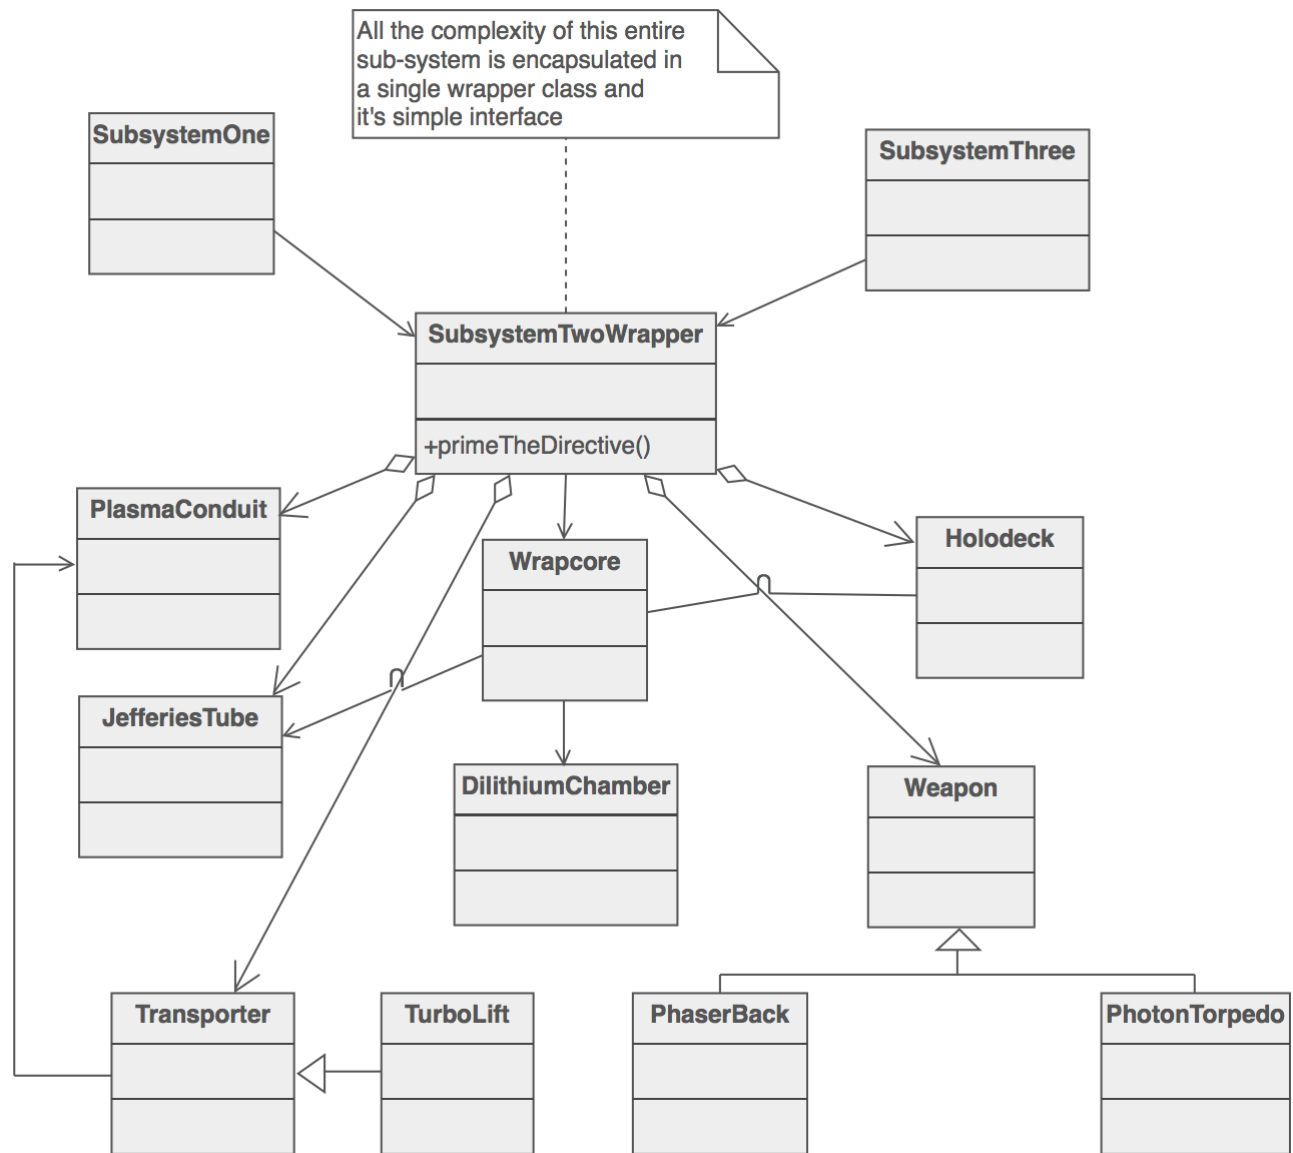 All the complexity of this entire
sub-system is encapsulated in
a single wrapper class and
it's simple interface
SubsystemOne
SubsystemThree
SubsystemTwoWrapper
+primeTheDirective()
PlasmaConduit
Wrapcore
Holodeck
JefferiesTube
DilithiumChamber
Weapon
Transporter
TurboLift
PhaserBack
PhotonTorpedo